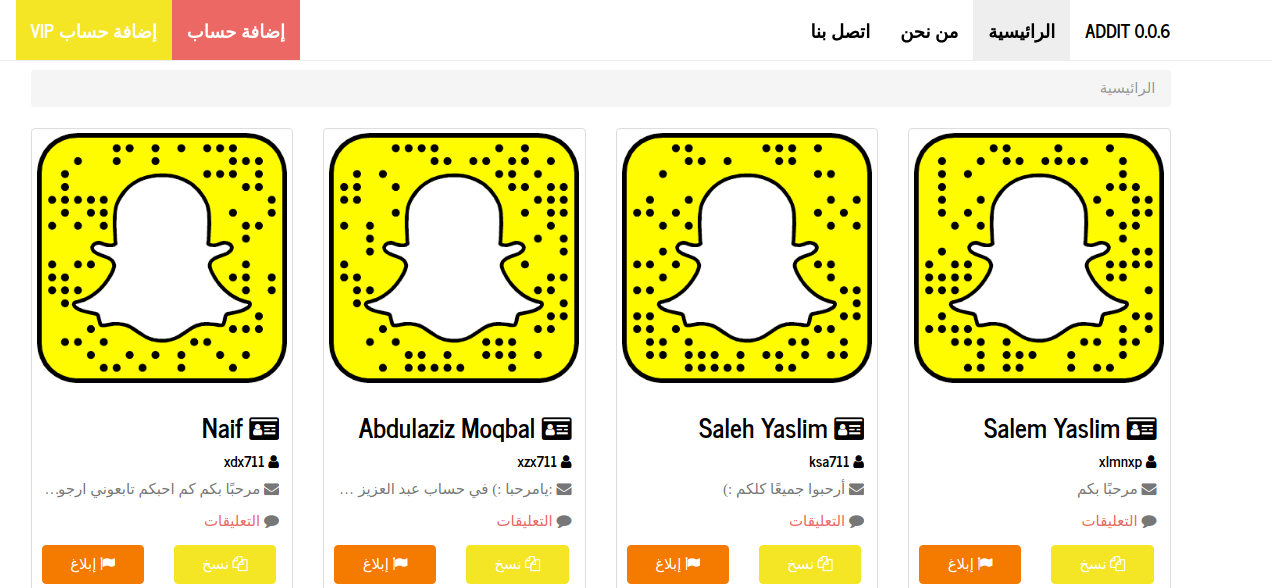 ADDIT 0.0.6
الرائيسية
من نحن
اتصل بنا
إضافة حساب
إضافة حساب VIP
الرائيسية
Salem Yaslim
xlmnxp
مرحبًا بكم
التعليقات
نسخ
إبلاغ
Saleh Yaslim
ksa711
أرحبوا جميعًا كلكم :)
التعليقات
نسخ
إبلاغ
Abdulaziz Moqbal
xzx711
:يامرحبا :) في حساب عبد العزيز ...
التعليقات
نسخ
إبلاغ
Naif
xdx711
مرحبًا بكم كم احبكم تابعوني ارجو...
التعليقات
نسخ
إبلاغ